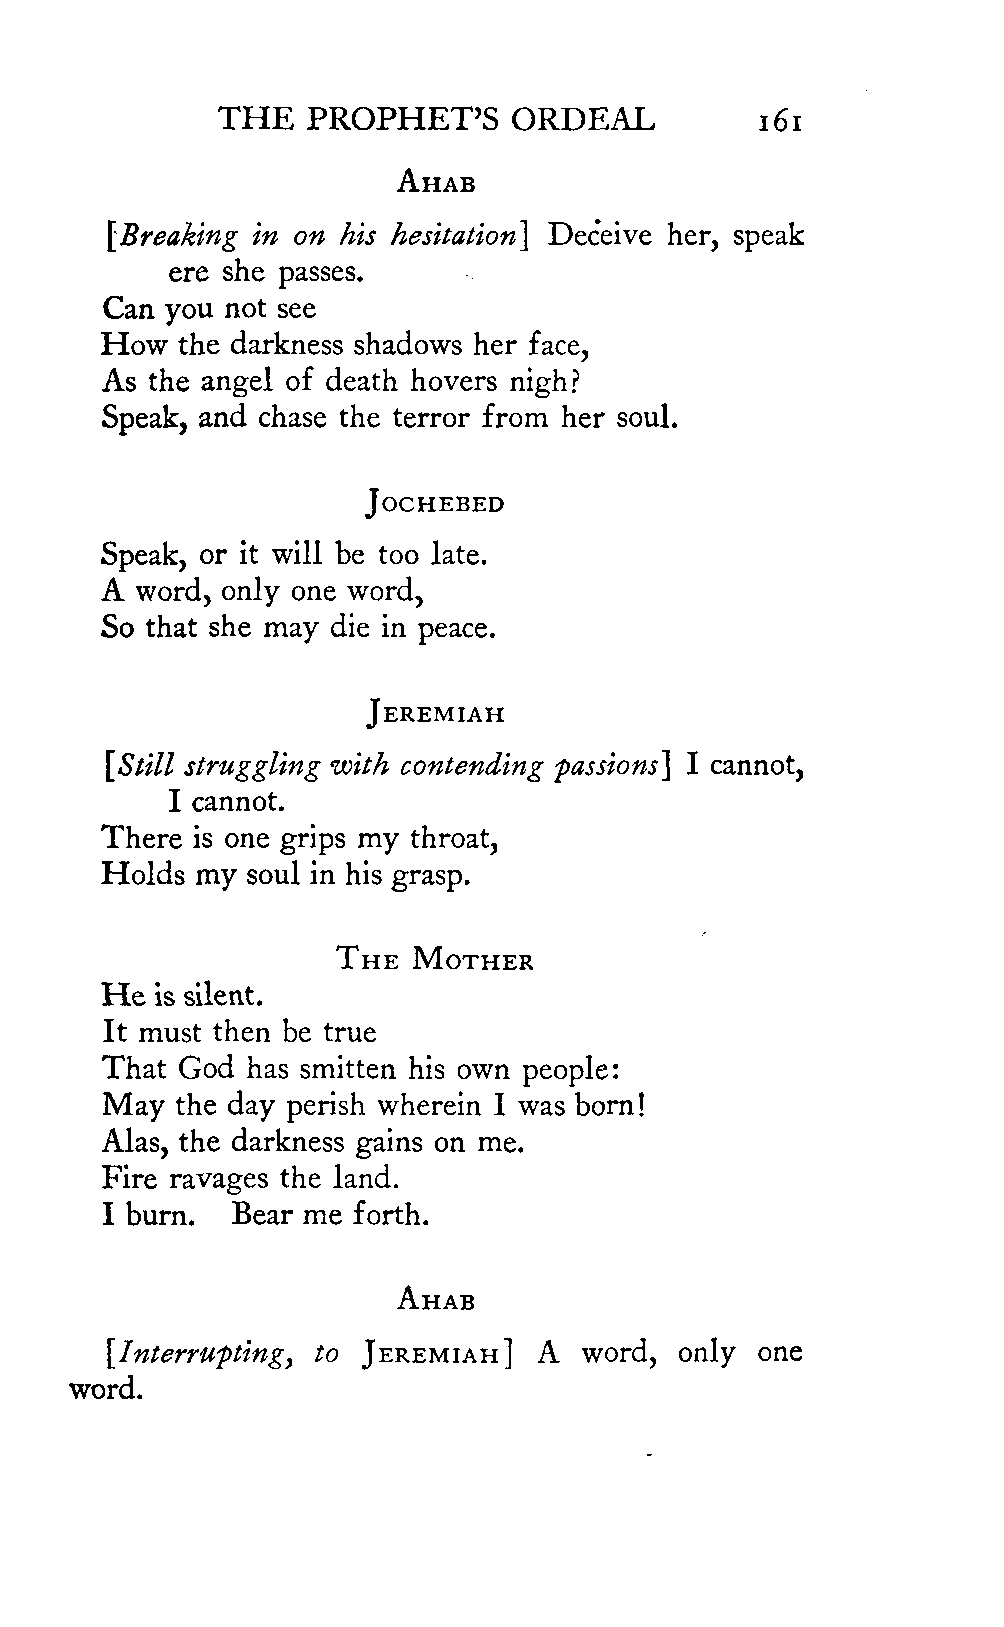 THE PROPHET'S ORDEAL 161
AHAB
[Breaking in on his hesitation] Deceive her, speak
ere she passes.
Can you not see
How the darkness shadows her face,
As the angel of death hovers nigh?
Speak, and chase the terror from her soul.
JOCHEBED
Speak, or it will be too late.
A word, only one word,
So that she may die in peace.
JEREMIAH
[Still struggling with contending passions] I cannot,
I cannot.
There is one grips my throat,
Holds my soul in his grasp.
THE MOTHER
He is silent.
It must then be true
That God has smitten his own people:
May the day perish wherein I was born!
Alas, the darkness gains on me.
Fire ravages the land.
I burn. Bear me forth.
AHAB
[Interrupting, to JEREMIAH] A word, only one
word.